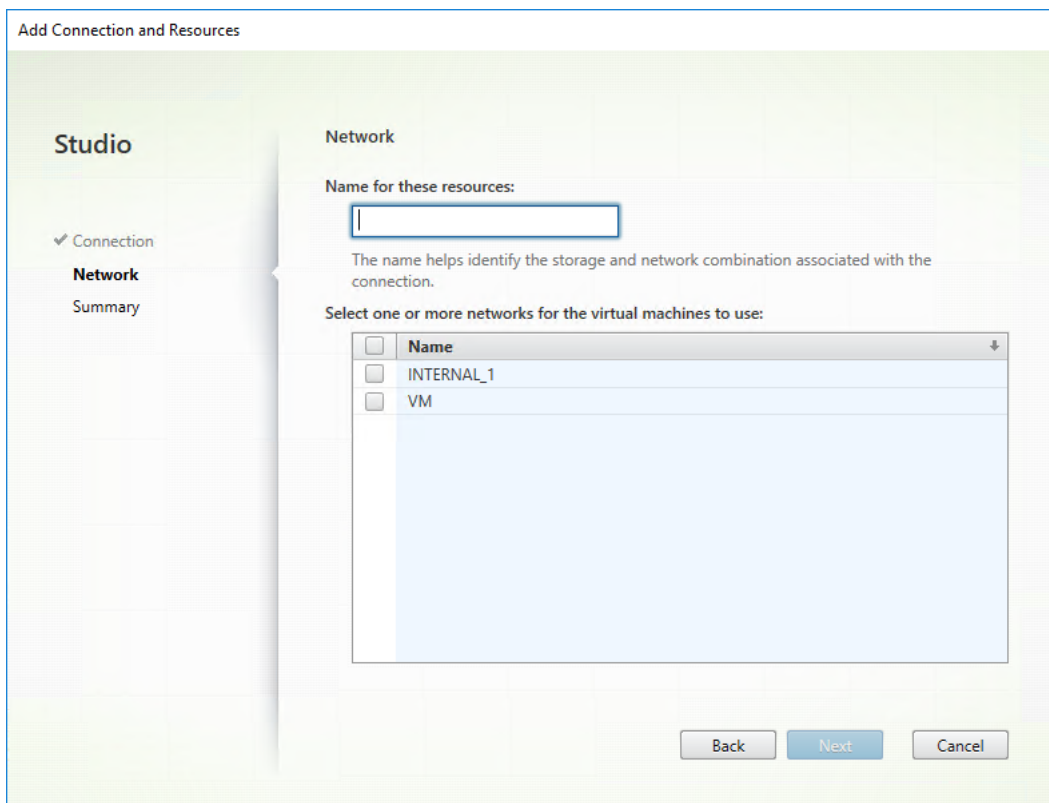 Add Connection and Resources
Studio
Connection
Network
Summary
Network
Name for these resources:
The name helps identify the storage and network combination associated with the
connection.
Select one or more networks for the virtual machines to use:
Name
INTERNAL_1
VM
Back
Next
Cancel